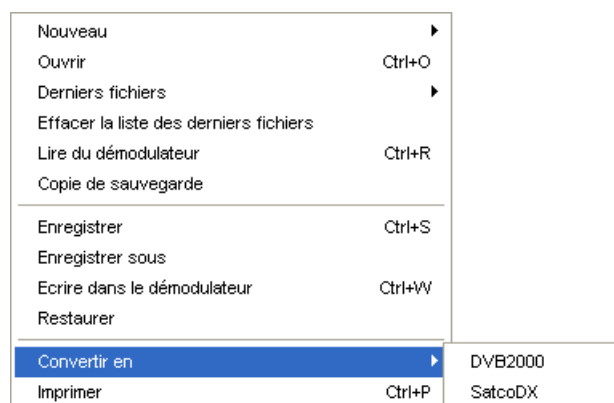 Nouveau
Ouvrir Ctrl+O
Derniers fichiers
Effacer la liste des derniers fichiers
Lire du démodulateur Ctrl+R
Copie de sauvegarde
Enregistrer Ctrl+S
Enregistrer sous
Ecrire dans le démodulateur Ctrl+W
Restaurer
Convertir en DVB2000
Imprimer Ctrl+P SatcoDX